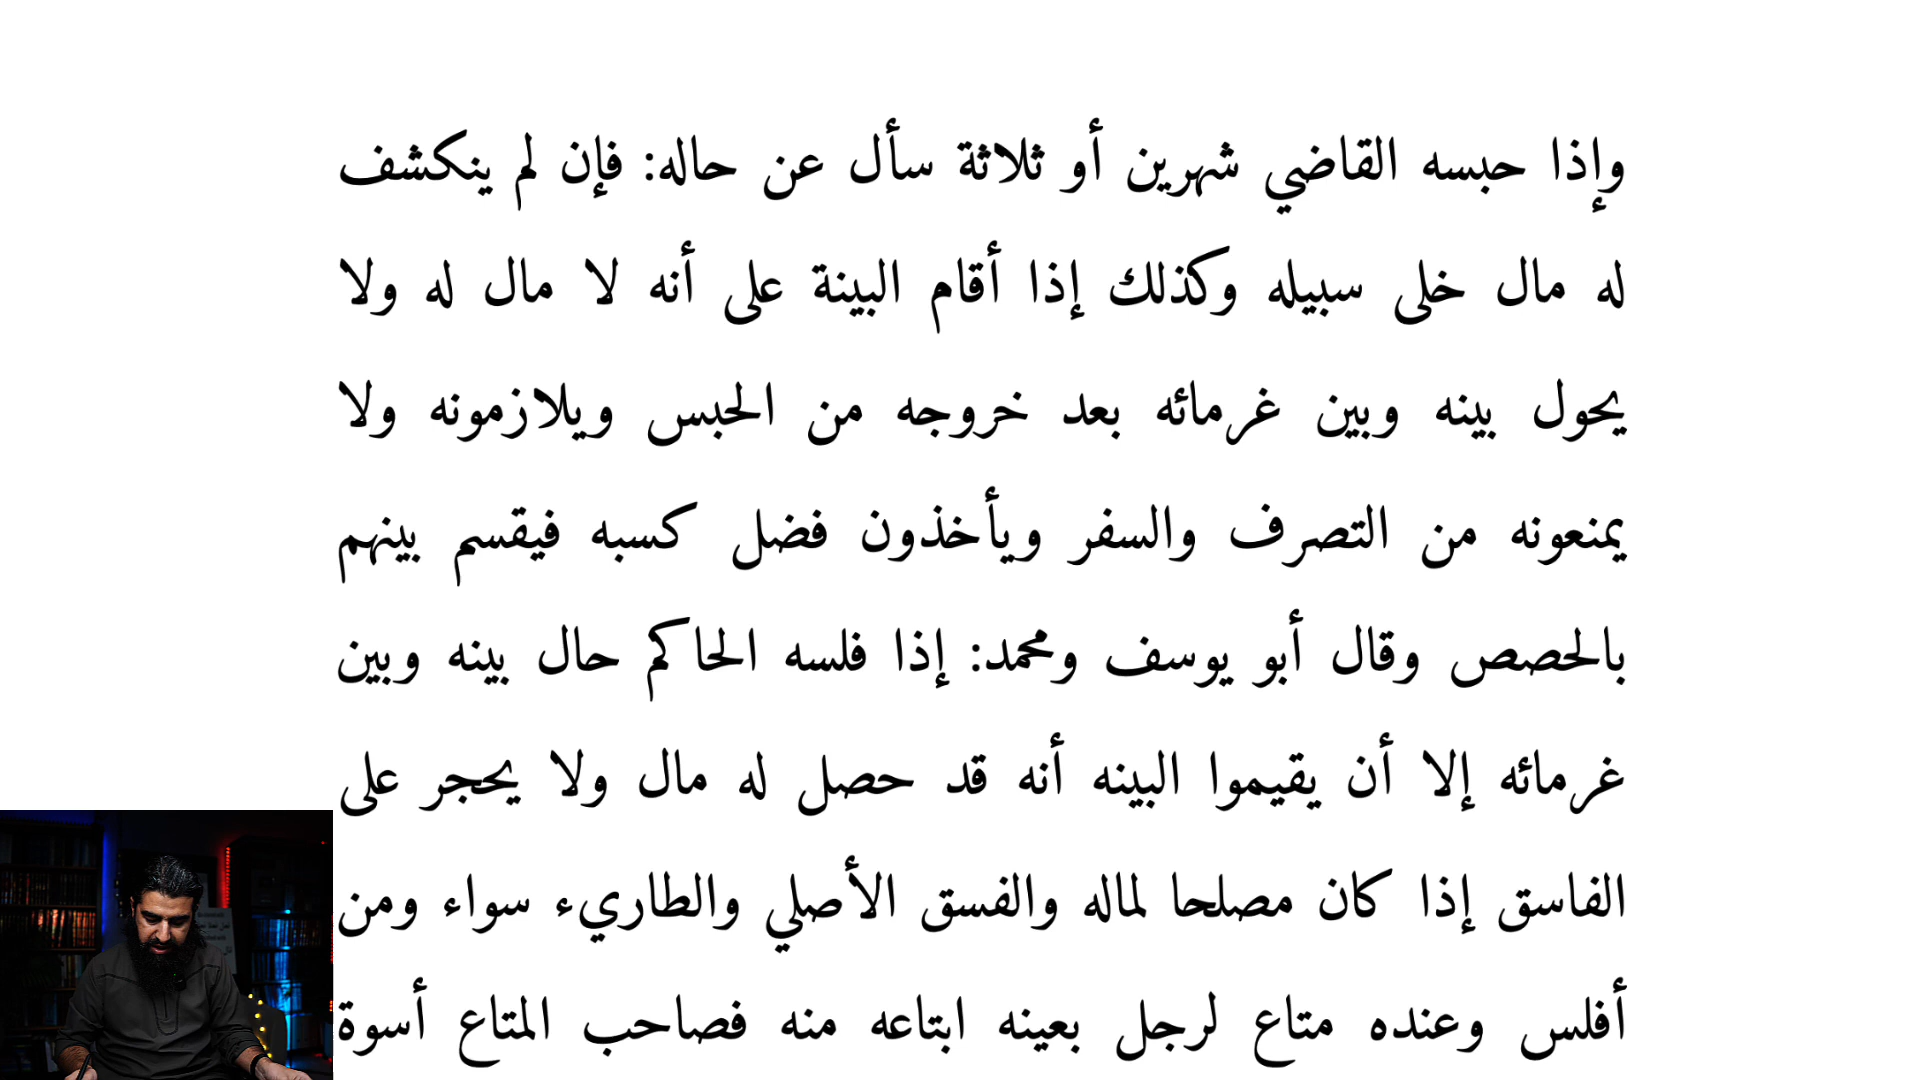 وإذا حبسه القاضي شهرين أو ثلاثة سأل عن حاله: فإن لم ينكشف
له مال خلى سبيله وكذلك إذا أقام البينة على أنه لا مال له ولا
يحول بينه وبين غرمائه بعد خروجه من الحبس ويلازمونه ولا
يمنعونه من التصرف والسفر ويأخذون فضل كسبه فيقسم بينهم
بالحصص وقال أبو يوسف ومحمد: إذا فلسه الحاكم حال بينه وبين
غرمائه إلا أن يقيموا البينه أنه قد حصل له مال ولا يحجر على
الفاسق إذا كان مصلحا لماله والفسق الأصلي والطاريء سواء ومن
أفلس وعنده متاع لرجل بعينه ابتاعه منه فصاحب المتاع أسوة